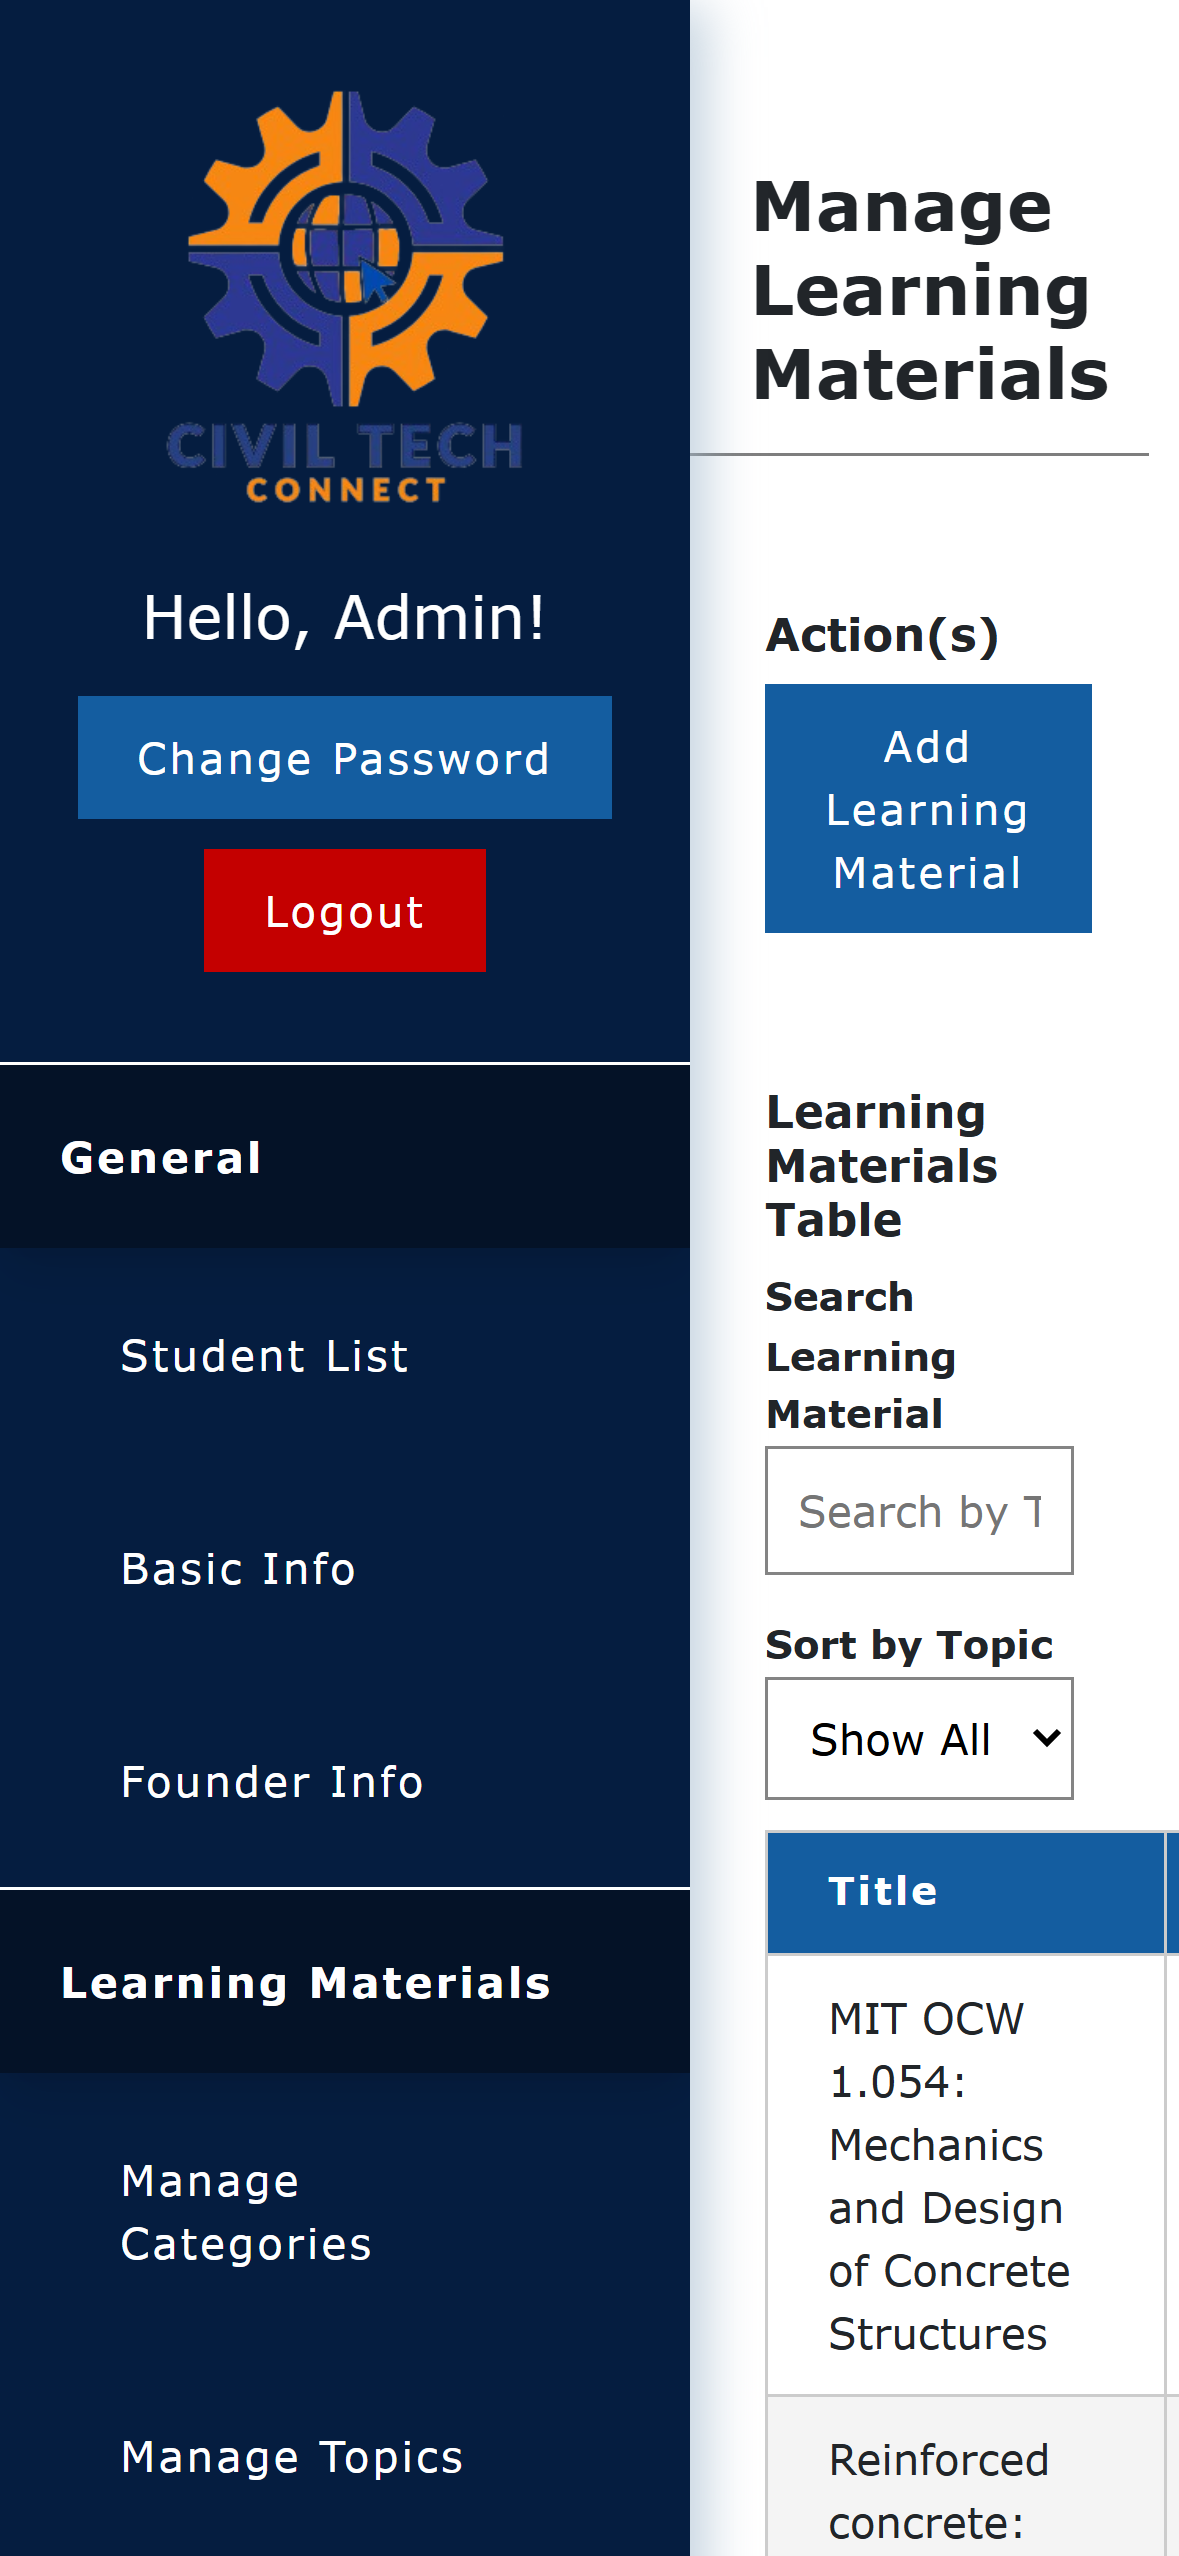 CIVIL TECH
CONNECT
Hello, Admin!
Change Password
Logout
General
Student List
Basic Info
Founder Info
Learning Materials
Manage
Categories
Manage Topics
Manage
Learning
Materials
Action(s)
Add
Learning
Material
Learning
Materials
Table
Search
Learning
Material
Search by T
Sort by Topic
Show All
Title
MIT OCW
1.054:
Mechanics
and Design
of Concrete
Structures
Reinforced
concrete: